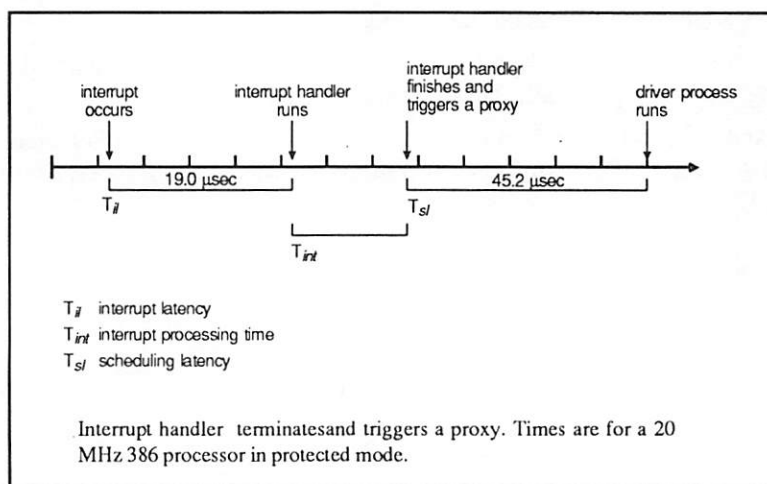 interrupt
occurs
interrupt handler
runs
interrupt handler
finishes and
triggers a proxy
driver process
runs
19.0 µsec
45.2 µsec
Til
Tsl
Tint
Til interrupt latency
Tint interrupt processing time
Tsl scheduling latency
Interrupt handler terminatesand triggers a proxy. Times are for a 20
MHz 386 processor in protected mode.